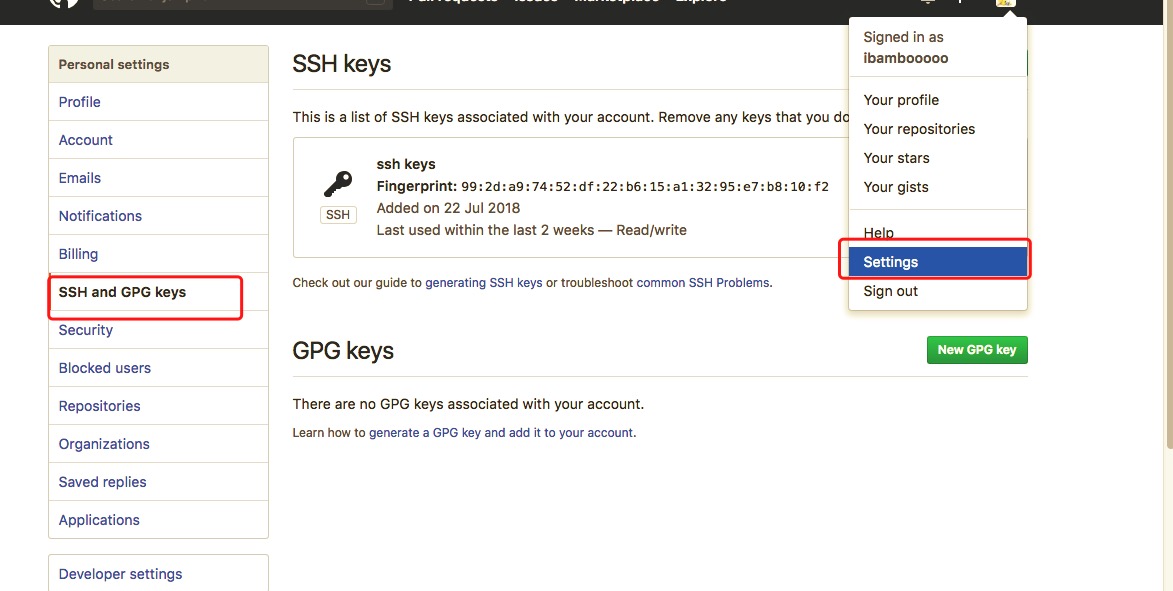 Pull requests Issues Marketplace Explore
Signed in as
ibambooooo
Your profile
Your repositories
Your stars
Your gists
Help
Settings
Sign out
Personal settings
Profile
Account
Emails
Notifications
Billing
SSH and GPG keys
Security
Blocked users
Repositories
Organizations
Saved replies
Applications
Developer settings
SSH keys
This is a list of SSH keys associated with your account. Remove any keys that you do
ssh keys
Fingerprint: 99:2d:a9:74:52:df:22:b6:15:a1:32:95:e7:b8:10:f2
SSH
Added on 22 Jul 2018
Last used within the last 2 weeks — Read/write
Check out our guide to generating SSH keys or troubleshoot common SSH Problems.
GPG keys
New GPG key
There are no GPG keys associated with your account.
Learn how to generate a GPG key and add it to your account.